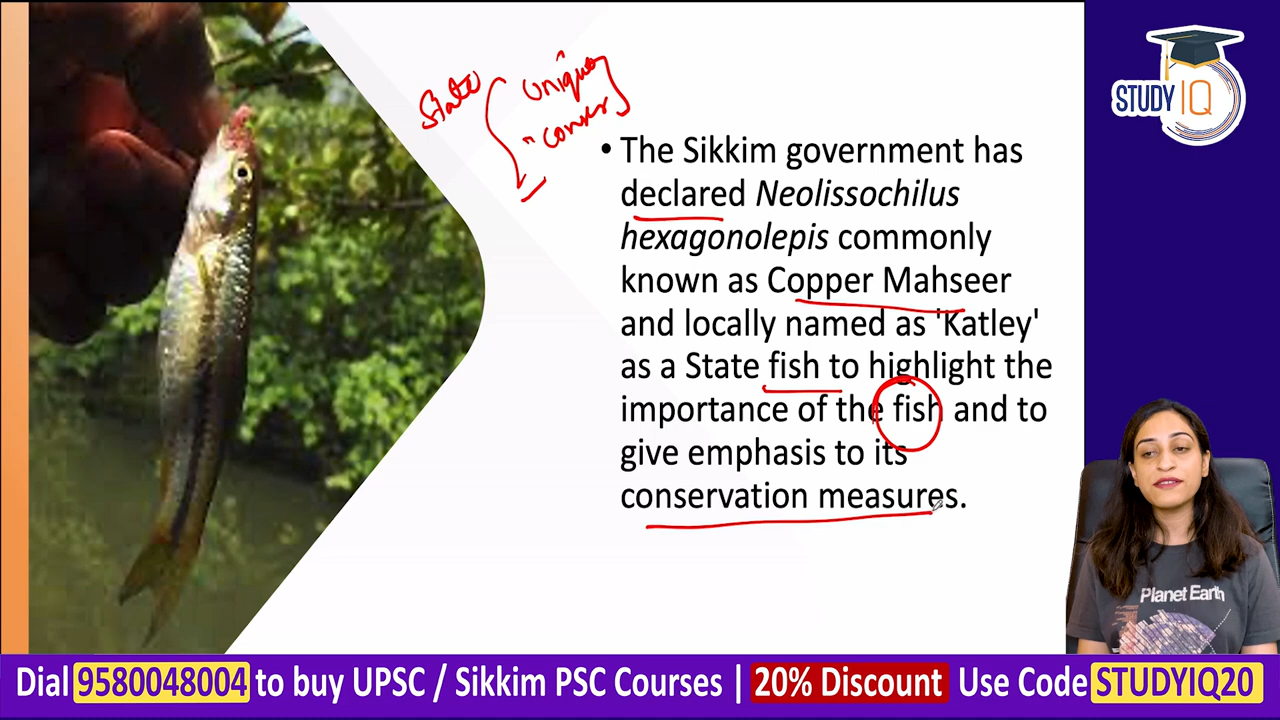 STUDY IQ
State
unique
"conser
• The Sikkim government has
declared Neolissochilus
hexagonolepis commonly
known as Copper Mahseer
and locally named as 'Katley'
as a State fish to highlight the
importance of the fish and to
give emphasis to its
conservation measures.
Planet Earth
Dial 9580048004 to buy UPSC / Sikkim PSC Courses | 20% Discount Use Code STUDYIQ20